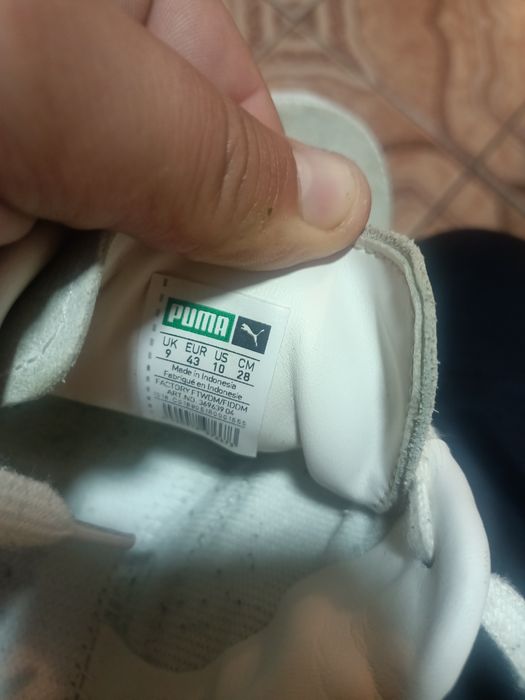 PUMA
UK EUR US CM
9 43 10 28
Made in Indonesia
Fabriqué en Indonesie
FACTORY FTWDM/FIDDM
ART.NO. 369639 04